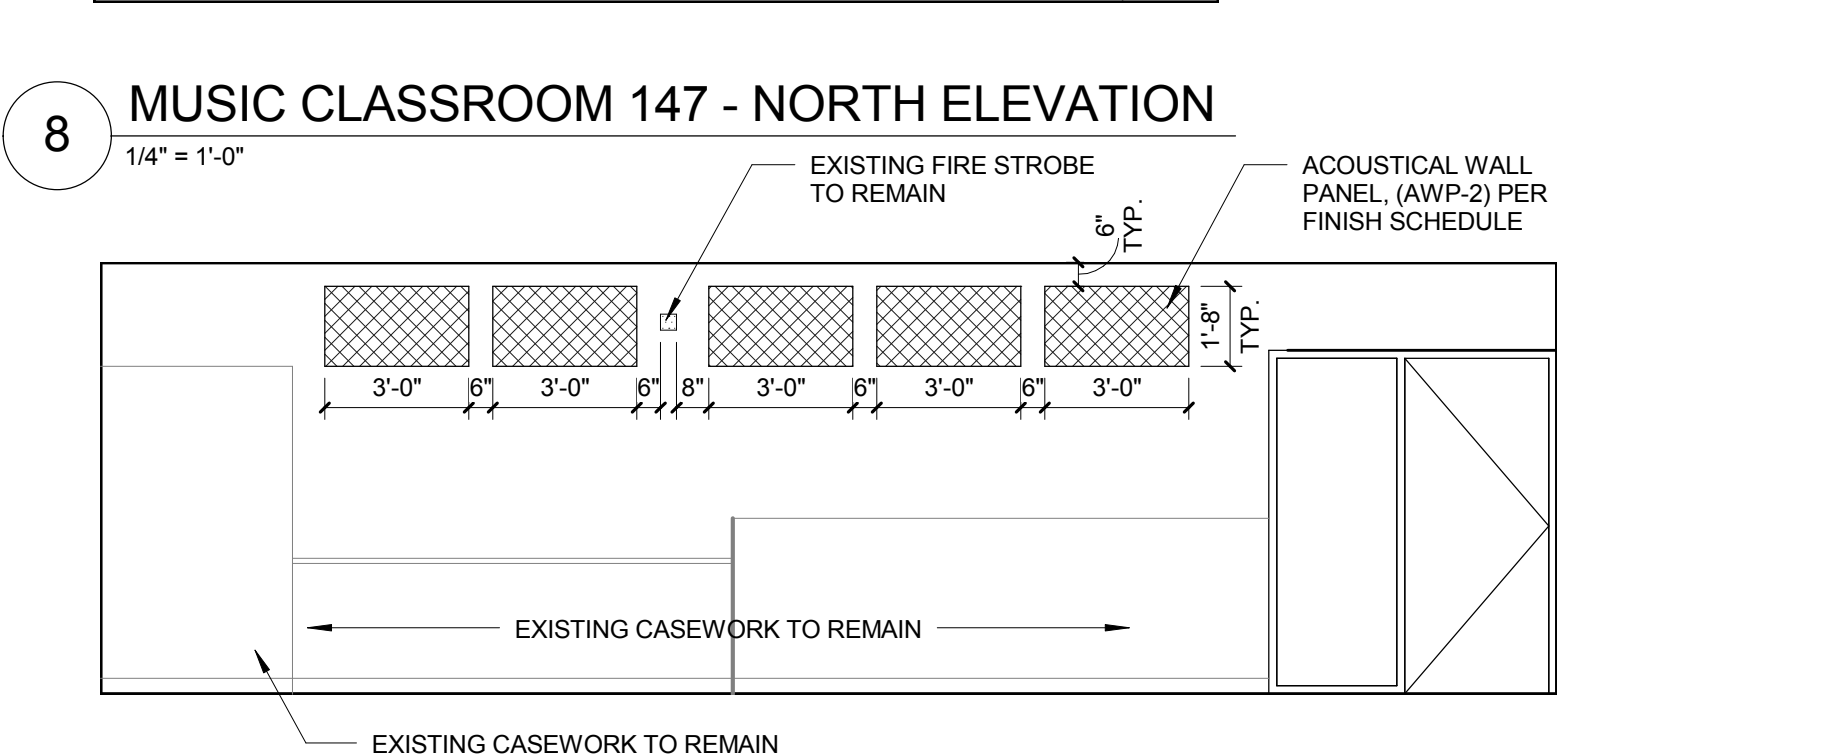 8
MUSIC CLASSROOM 147 - NORTH ELEVATION
1/4" = 1'-0"
EXISTING FIRE STROBE
TO REMAIN
ACOUSTICAL WALL
PANEL, (AWP-2) PER
FINISH SCHEDULE
6"
TYP.
1'-8"
TYP.
3'-0" 6" 3'-0" 6" 8" 3'-0" 6" 3'-0" 6" 3'-0"
EXISTING CASEWORK TO REMAIN
EXISTING CASEWORK TO REMAIN